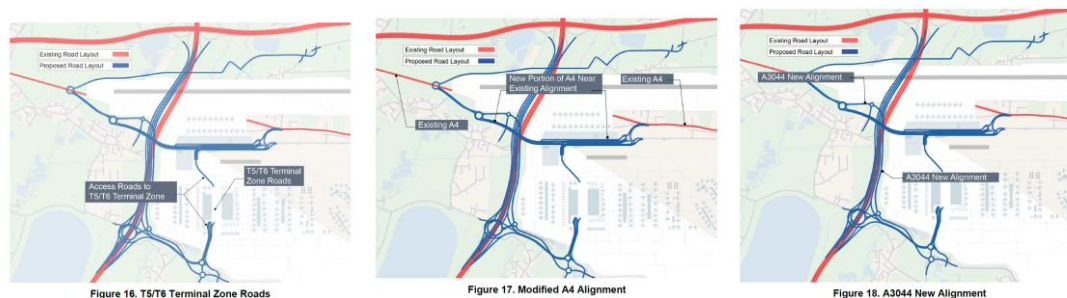 Existing Road Layout
Proposed Road Layout
Access Roads to
T5/T6 Terminal Zone
T5/T6 Terminal
Zone Roads
Figure 16. T5/T6 Terminal Zone Roads
Existing Road Layout
Proposed Road Layout
New Portion of A4 Near
Existing Alignment
Existing A4
Existing A4
Figure 17. Modified A4 Alignment
Existing Road Layout
Proposed Road Layout
A3044 New Alignment
A3044 New Alignment
Figure 18. A3044 New Alignment